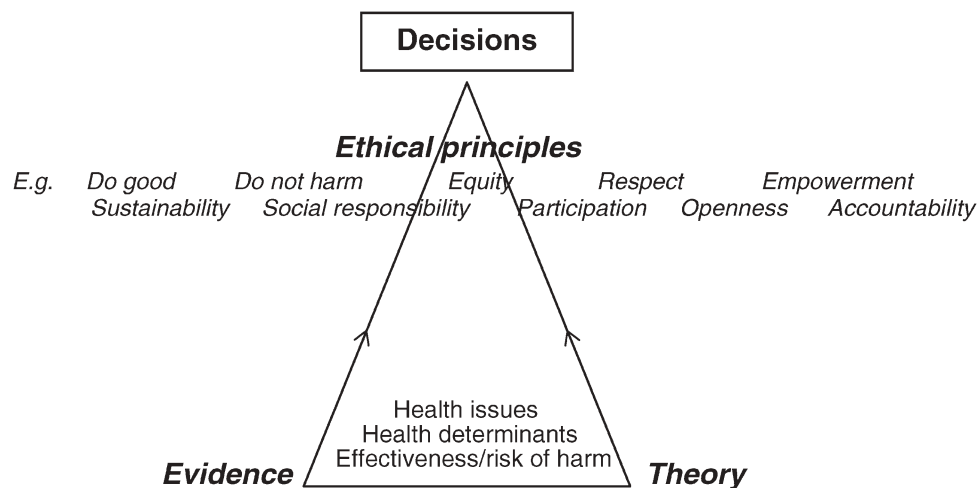 Decisions
Ethical principles
E.g. Do good Do not harm Equity Respect Empowerment
Sustainability Social responsibility Participation Openness Accountability
Health issues
Health determinants
Effectiveness/risk of harm
Evidence Theory